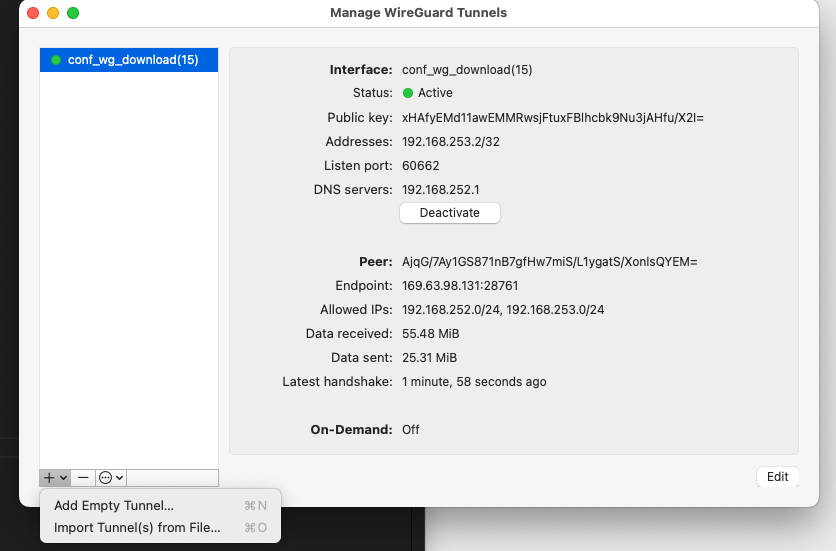 Manage WireGuard Tunnels
conf_wg_download(15)
Interface: conf_wg_download(15)
Status: Active
Public key: xHAfyEMd11awEMMRwsjFtuxFBlhcbk9Nu3jAHfu/X2I=
Addresses: 192.168.253.2/32
Listen port: 60662
DNS servers: 192.168.252.1
Deactivate
Peer: AjqG/7Ay1GS871nB7gfHw7miS/L1ygatS/XonlsQYEM=
Endpoint: 169.63.98.131:28761
Allowed IPs: 192.168.252.0/24, 192.168.253.0/24
Data received: 55.48 MiB
Data sent: 25.31 MiB
Latest handshake: 1 minute, 58 seconds ago
On-Demand: Off
Edit
Add Empty Tunnel... ⌘N
Import Tunnel(s) from File... ⌘O